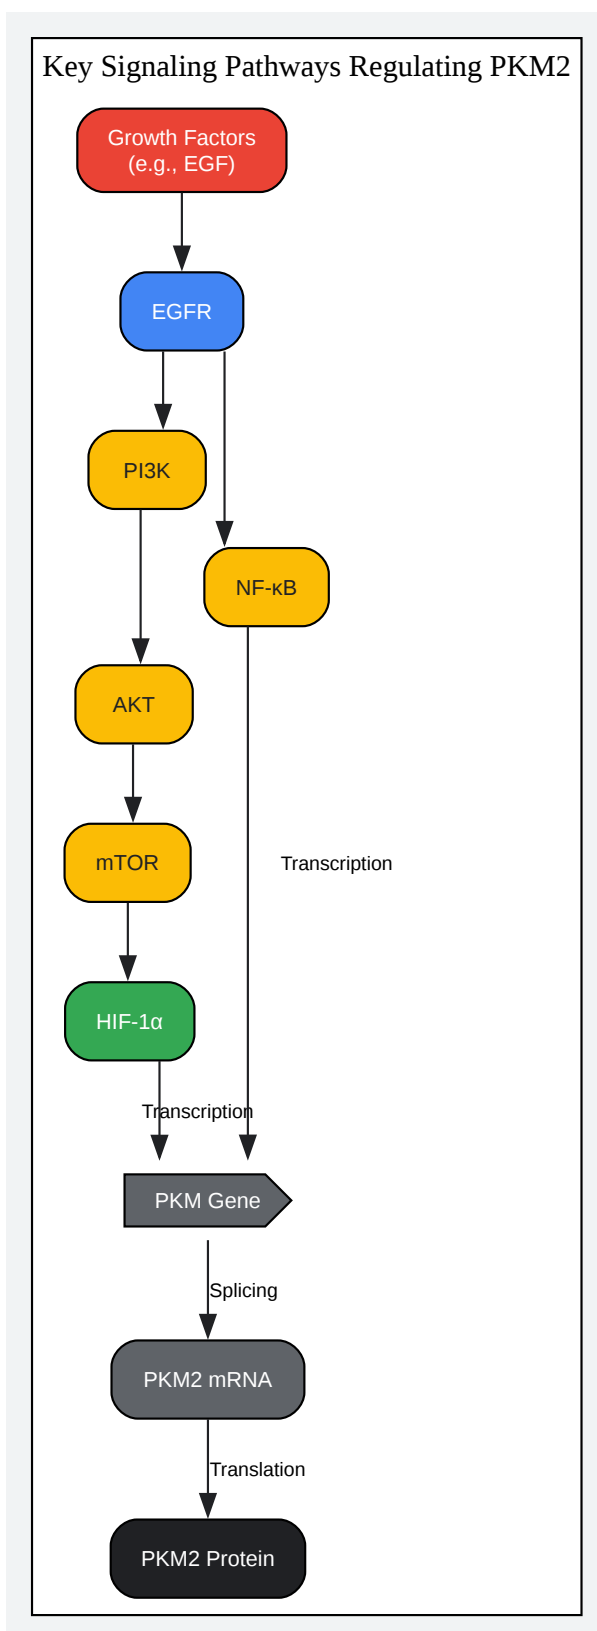 Key Signaling Pathways Regulating PKM2
Growth Factors
(e.g., EGF)
EGFR
PI3K
NF-κB
AKT
mTOR
Transcription
HIF-1α
Transcription
PKM Gene
Splicing
PKM2 mRNA
Translation
PKM2 Protein